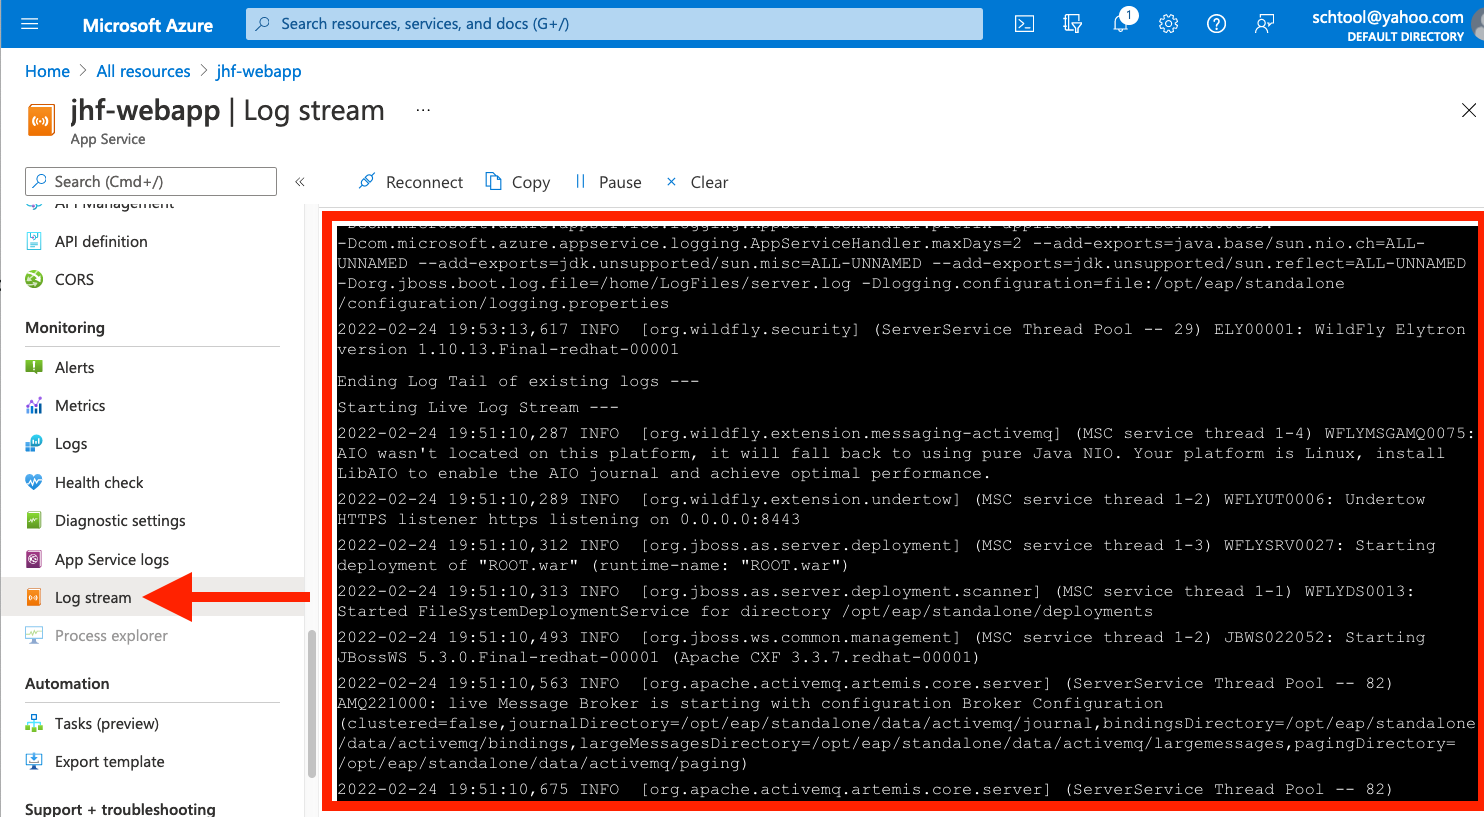 Microsoft Azure
Search resources, services, and docs (G+/)
1
schtool@yahoo.com
DEFAULT DIRECTORY
Home > All resources > jhf-webapp
jhf-webapp | Log stream ...
App Service
Search (Cmd+/)
«
Reconnect
Copy
Pause
Clear
API Management
API definition
CORS
Monitoring
Alerts
Metrics
Logs
Health check
Diagnostic settings
App Service logs
Log stream
Process explorer
Automation
Tasks (preview)
Export template
Support + troubleshooting
-Dcom.microsoft.azure.appservice.logging.AppServiceHandler.maxDays=2 --add-exports=java.base/sun.nio.ch=ALL-
UNNAMED --add-exports=jdk.unsupported/sun.misc=ALL-UNNAMED --add-exports=jdk.unsupported/sun.reflect=ALL-UNNAMED
-Dorg.jboss.boot.log.file=/home/LogFiles/server.log -Dlogging.configuration=file:/opt/eap/standalone
/configuration/logging.properties
2022-02-24 19:53:13,617 INFO [org.wildfly.security] (ServerService Thread Pool -- 29) ELY00001: WildFly Elytron
version 1.10.13.Final-redhat-00001
Ending Log Tail of existing logs ---
Starting Live Log Stream ---
2022-02-24 19:51:10,287 INFO [org.wildfly.extension.messaging-activemq] (MSC service thread 1-4) WFLYMSGAMQ0075:
AIO wasn't located on this platform, it will fall back to using pure Java NIO. Your platform is Linux, install
LibAIO to enable the AIO journal and achieve optimal performance.
2022-02-24 19:51:10,289 INFO [org.wildfly.extension.undertow] (MSC service thread 1-2) WFLYUT0006: Undertow
HTTPS listener https listening on 0.0.0.0:8443
2022-02-24 19:51:10,312 INFO [org.jboss.as.server.deployment] (MSC service thread 1-3) WFLYSRV0027: Starting
deployment of "ROOT.war" (runtime-name: "ROOT.war")
2022-02-24 19:51:10,313 INFO [org.jboss.as.server.deployment.scanner] (MSC service thread 1-1) WFLYDS0013:
Started FileSystemDeploymentService for directory /opt/eap/standalone/deployments
2022-02-24 19:51:10,493 INFO [org.jboss.ws.common.management] (MSC service thread 1-2) JBWS022052: Starting
JBossWS 5.3.0.Final-redhat-00001 (Apache CXF 3.3.7.redhat-00001)
2022-02-24 19:51:10,563 INFO [org.apache.activemq.artemis.core.server] (ServerService Thread Pool -- 82)
AMQ221000: live Message Broker is starting with configuration Broker Configuration
(clustered=false,journalDirectory=/opt/eap/standalone/data/activemq/journal,bindingsDirectory=/opt/eap/standalone
/data/activemq/bindings,largeMessagesDirectory=/opt/eap/standalone/data/activemq/largemessages,pagingDirectory=
/opt/eap/standalone/data/activemq/paging)
2022-02-24 19:51:10,675 INFO [org.apache.activemq.artemis.core.server] (ServerService Thread Pool -- 82)